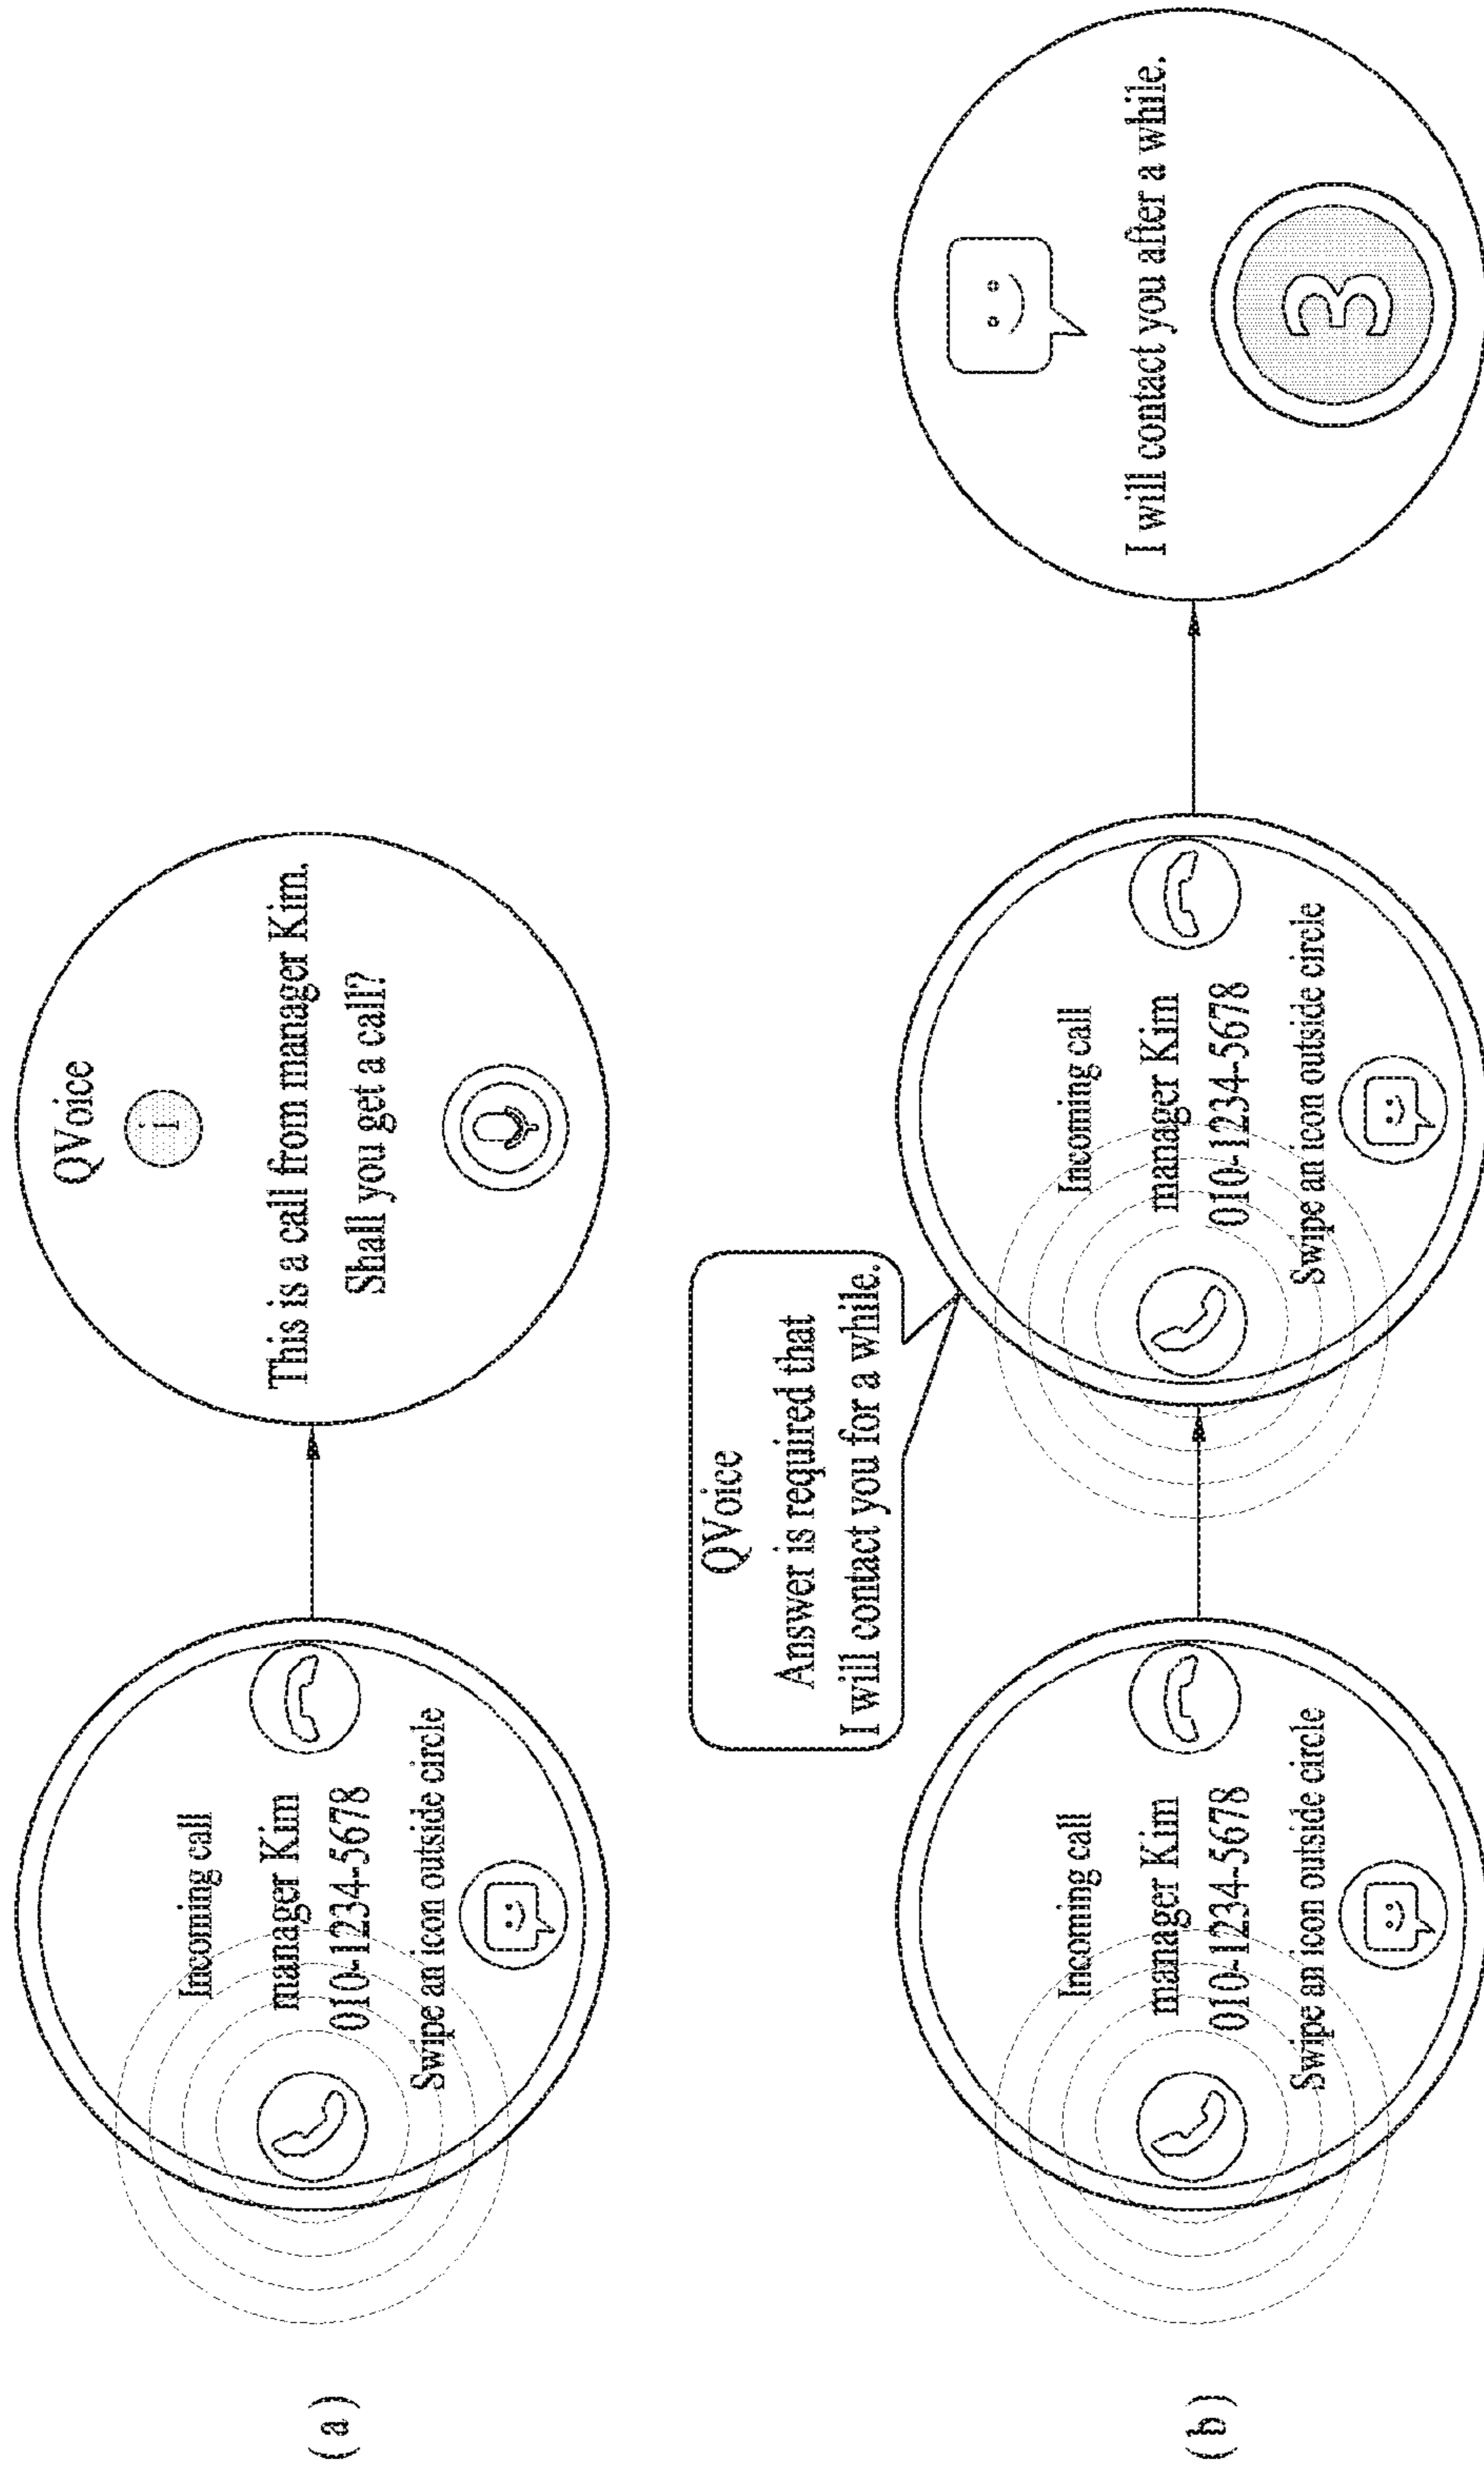 ( a )
Incoming call
manager Kim
010-1234-5678
Swipe an icon outside circle
QVoice
i
This is a call from manager Kim.
Shall you get a call?
( b )
Incoming call
manager Kim
010-1234-5678
Swipe an icon outside circle
QVoice
Answer is required that
I will contact you for a while.
Incoming call
manager Kim
010-1234-5678
Swipe an icon outside circle
I will contact you after a while.
3